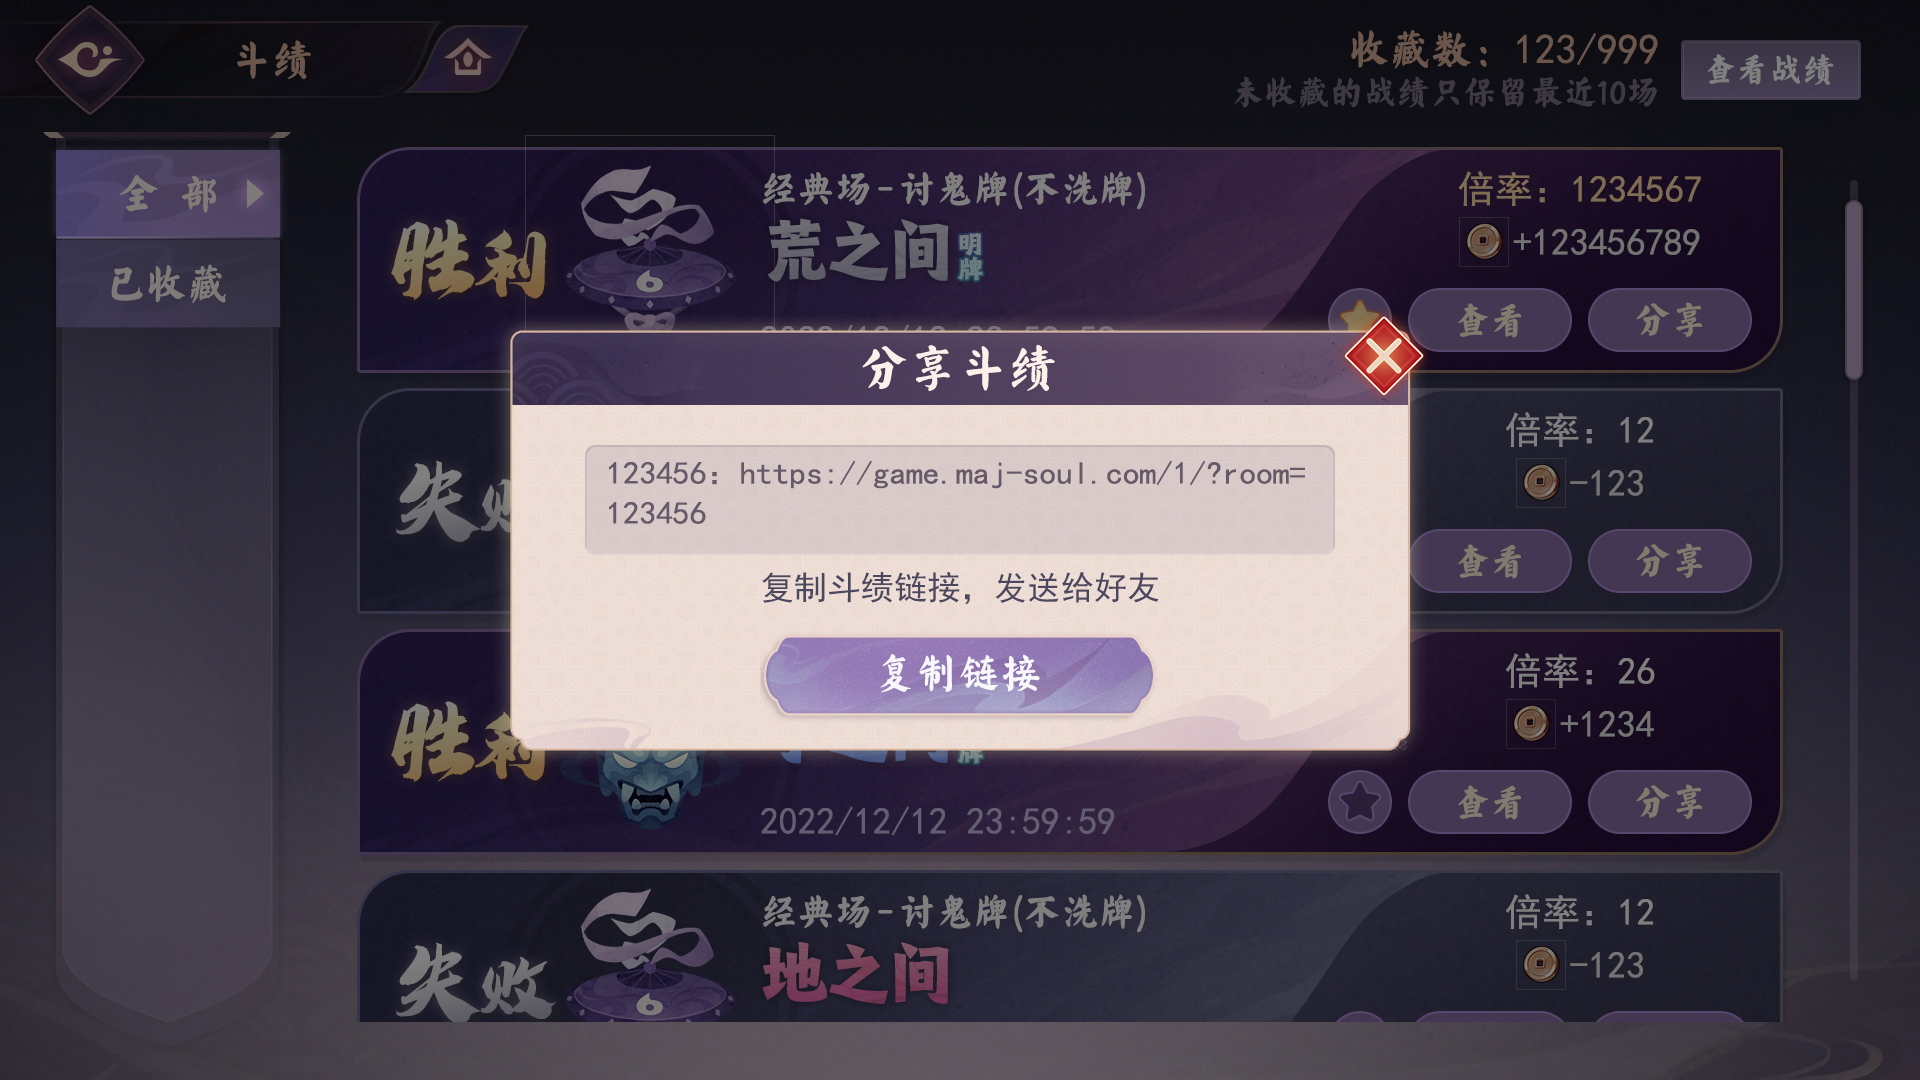 斗绩
收藏数：123/999
未收藏的战绩只保留最近10场
查看战绩
全部
已收藏
胜利
经典场-讨鬼牌(不洗牌)
荒之间
明牌
倍率：1234567
+123456789
查看
分享
分享斗绩
123456：https://game.maj-soul.com/1/?room=
123456
复制斗绩链接，发送给好友
复制链接
失败
倍率：12
-123
查看
分享
胜利
2022/12/12 23:59:59
倍率：26
+1234
查看
分享
失败
经典场-讨鬼牌(不洗牌)
地之间
倍率：12
-123